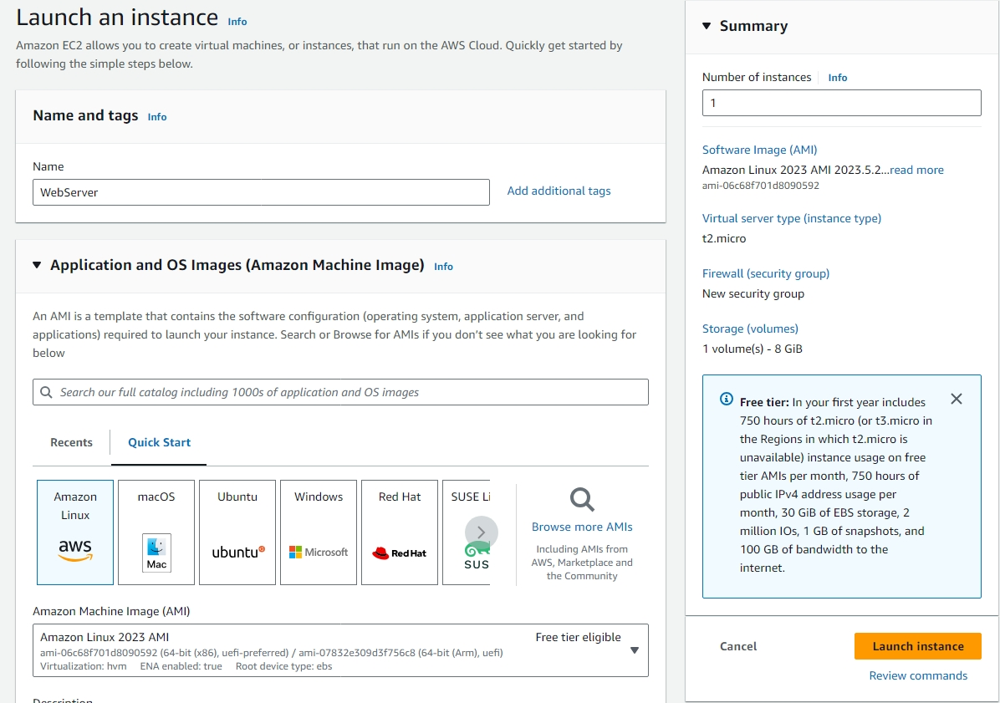 Launch an instance Info
Amazon EC2 allows you to create virtual machines, or instances, that run on the AWS Cloud. Quickly get started by
following the simple steps below.
Name and tags Info
Name
WebServer
Add additional tags
Application and OS Images (Amazon Machine Image) Info
An AMI is a template that contains the software configuration (operating system, application server, and
applications) required to launch your instance. Search or Browse for AMIs if you don't see what you are looking for
below
Search our full catalog including 1000s of application and OS images
Recents
Quick Start
Amazon
Linux
aws
macOS
Mac
Ubuntu
ubuntu
Windows
Microsoft
Red Hat
RedHat
SUSE Li
SUS
Browse more AMIs
Including AMIs from
AWS, Marketplace and
the Community
Amazon Machine Image (AMI)
Amazon Linux 2023 AMI
Free tier eligible
ami-06c68f701d8090592 (64-bit (x86), uefi-preferred) / ami-07832e309d3f756c8 (64-bit (Arm), uefi)
Virtualization: hvm ENA enabled: true Root device type: ebs
Description
Summary
Number of instances Info
1
Software Image (AMI)
Amazon Linux 2023 AMI 2023.5.2...read more
ami-06c68f701d8090592
Virtual server type (instance type)
t2.micro
Firewall (security group)
New security group
Storage (volumes)
1 volume(s) - 8 GiB
Free tier: In your first year includes
750 hours of t2.micro (or t3.micro in
the Regions in which t2.micro is
unavailable) instance usage on free
tier AMIs per month, 750 hours of
public IPv4 address usage per
month, 30 GiB of EBS storage, 2
million IOs, 1 GB of snapshots, and
100 GB of bandwidth to the
internet.
Cancel
Launch instance
Review commands